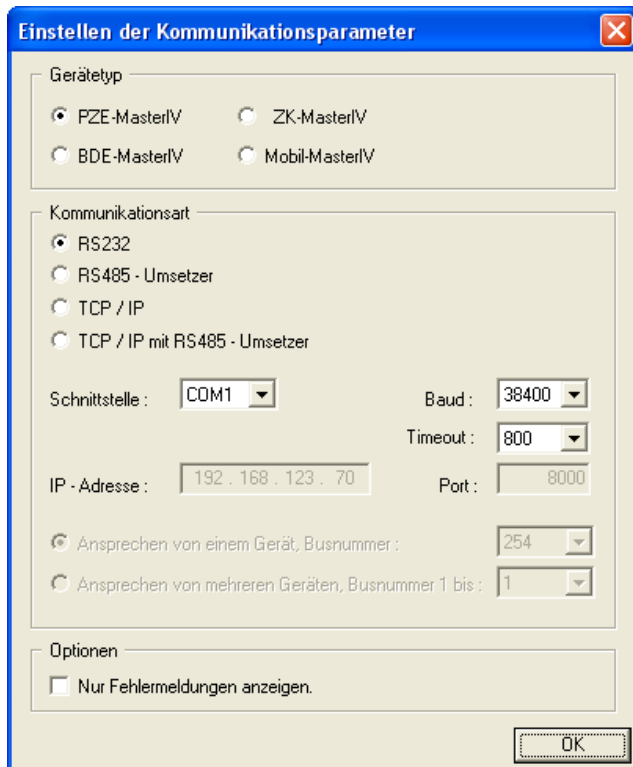 Einstellen der Kommunikationsparameter
Gerätetyp
PZE-MasterIV ZK-MasterIV
BDE-MasterIV Mobil-MasterIV
Kommunikationsart
RS232
RS485 - Umsetzer
TCP / IP
TCP / IP mit RS485 - Umsetzer
Schnittstelle : COM1 Baud : 38400
Timeout : 800
IP - Adresse : 192 . 168 . 123 . 70 Port : 8000
Ansprechen von einem Gerät, Busnummer : 254
Ansprechen von mehreren Geräten, Busnummer 1 bis : 1
Optionen
Nur Fehlermeldungen anzeigen.
OK